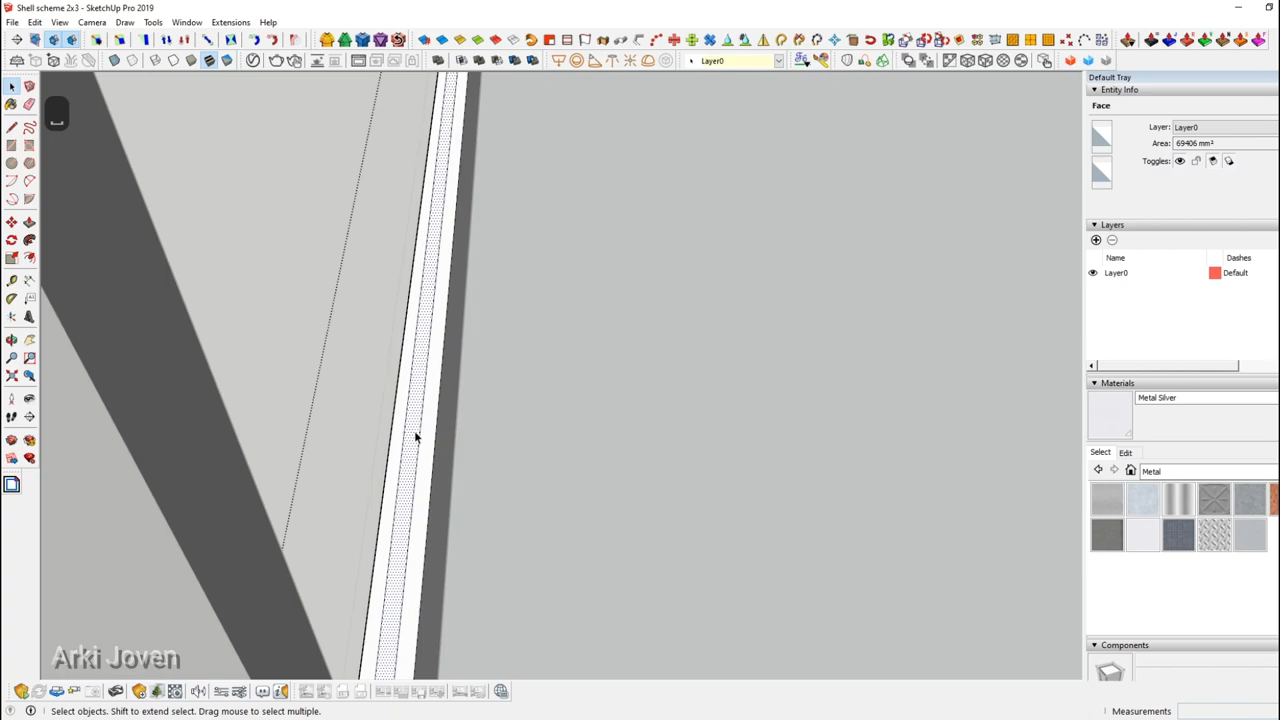 Shell scheme 2x3 - SketchUp Pro 2019
File Edit View Camera Draw Tools Window Extensions Help
Layer0
Default Tray
Entity Info
Face
Layer: Layer0
Area: 69406 mm²
Toggles:
Layers
Name Dashes
Layer0 Default
Materials
Metal Silver
Select Edit
Metal
Components
Arki Joven
Select objects. Shift to extend select. Drag mouse to select multiple.
Measurements